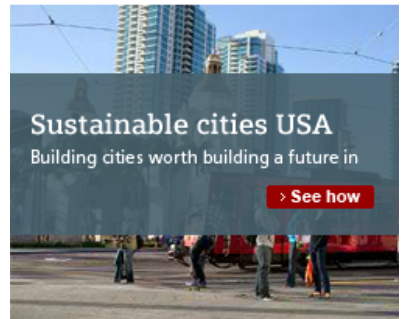 Sustainable cities USA
Building cities worth building a future in
› See how